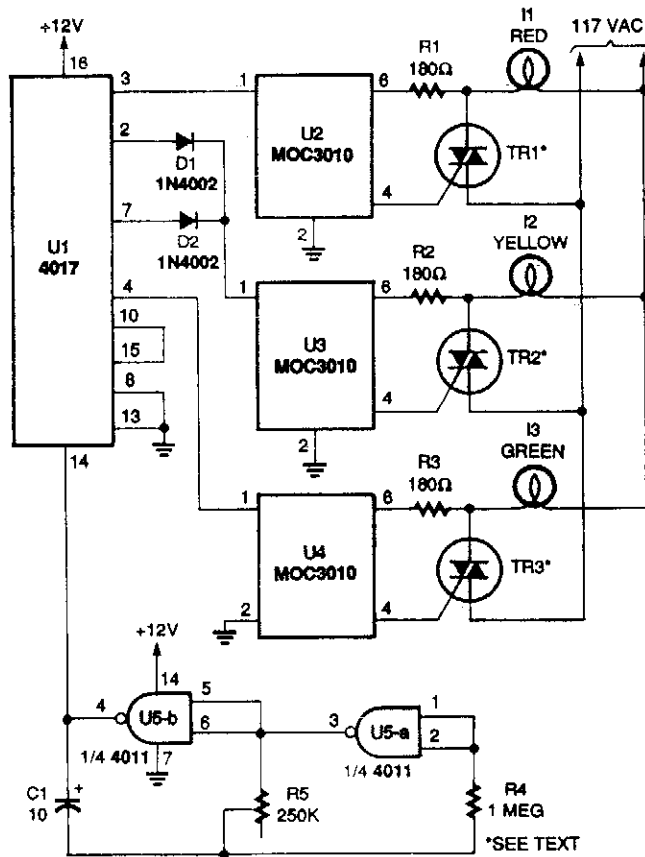 +12V
16
U1
4017
3
2
7
4
10
15
8
13
14
D1
1N4002
D2
1N4002
1
U2
MOC3010
6
4
2
R1
180Ω
I1
RED
117 VAC
TR1*
1
U3
MOC3010
6
4
2
R2
180Ω
I2
YELLOW
TR2*
1
U4
MOC3010
6
4
2
R3
180Ω
I3
GREEN
TR3*
+12V
14
4
U5-b
5
6
7
1/4 4011
3
U5-a
1
2
1/4 4011
C1
+
10
R5
250K
R4
1 MEG
*SEE TEXT